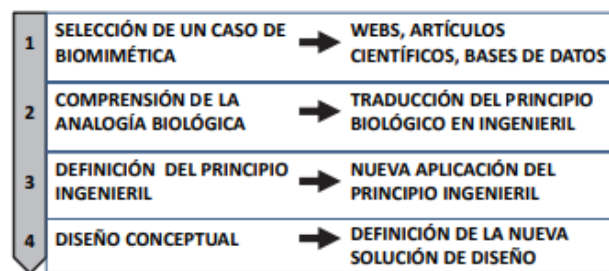 1
SELECCIÓN DE UN CASO DE
BIOMIMÉTICA
WEBS, ARTÍCULOS
CIENTÍFICOS, BASES DE DATOS
2
COMPRENSIÓN DE LA
ANALOGÍA BIOLÓGICA
TRADUCCIÓN DEL PRINCIPIO
BIOLÓGICO EN INGENIERIL
3
DEFINICIÓN DEL PRINCIPIO
INGENIERIL
NUEVA APLICACIÓN DEL
PRINCIPIO INGENIERIL
4
DISEÑO CONCEPTUAL
DEFINICIÓN DE LA NUEVA
SOLUCIÓN DE DISEÑO